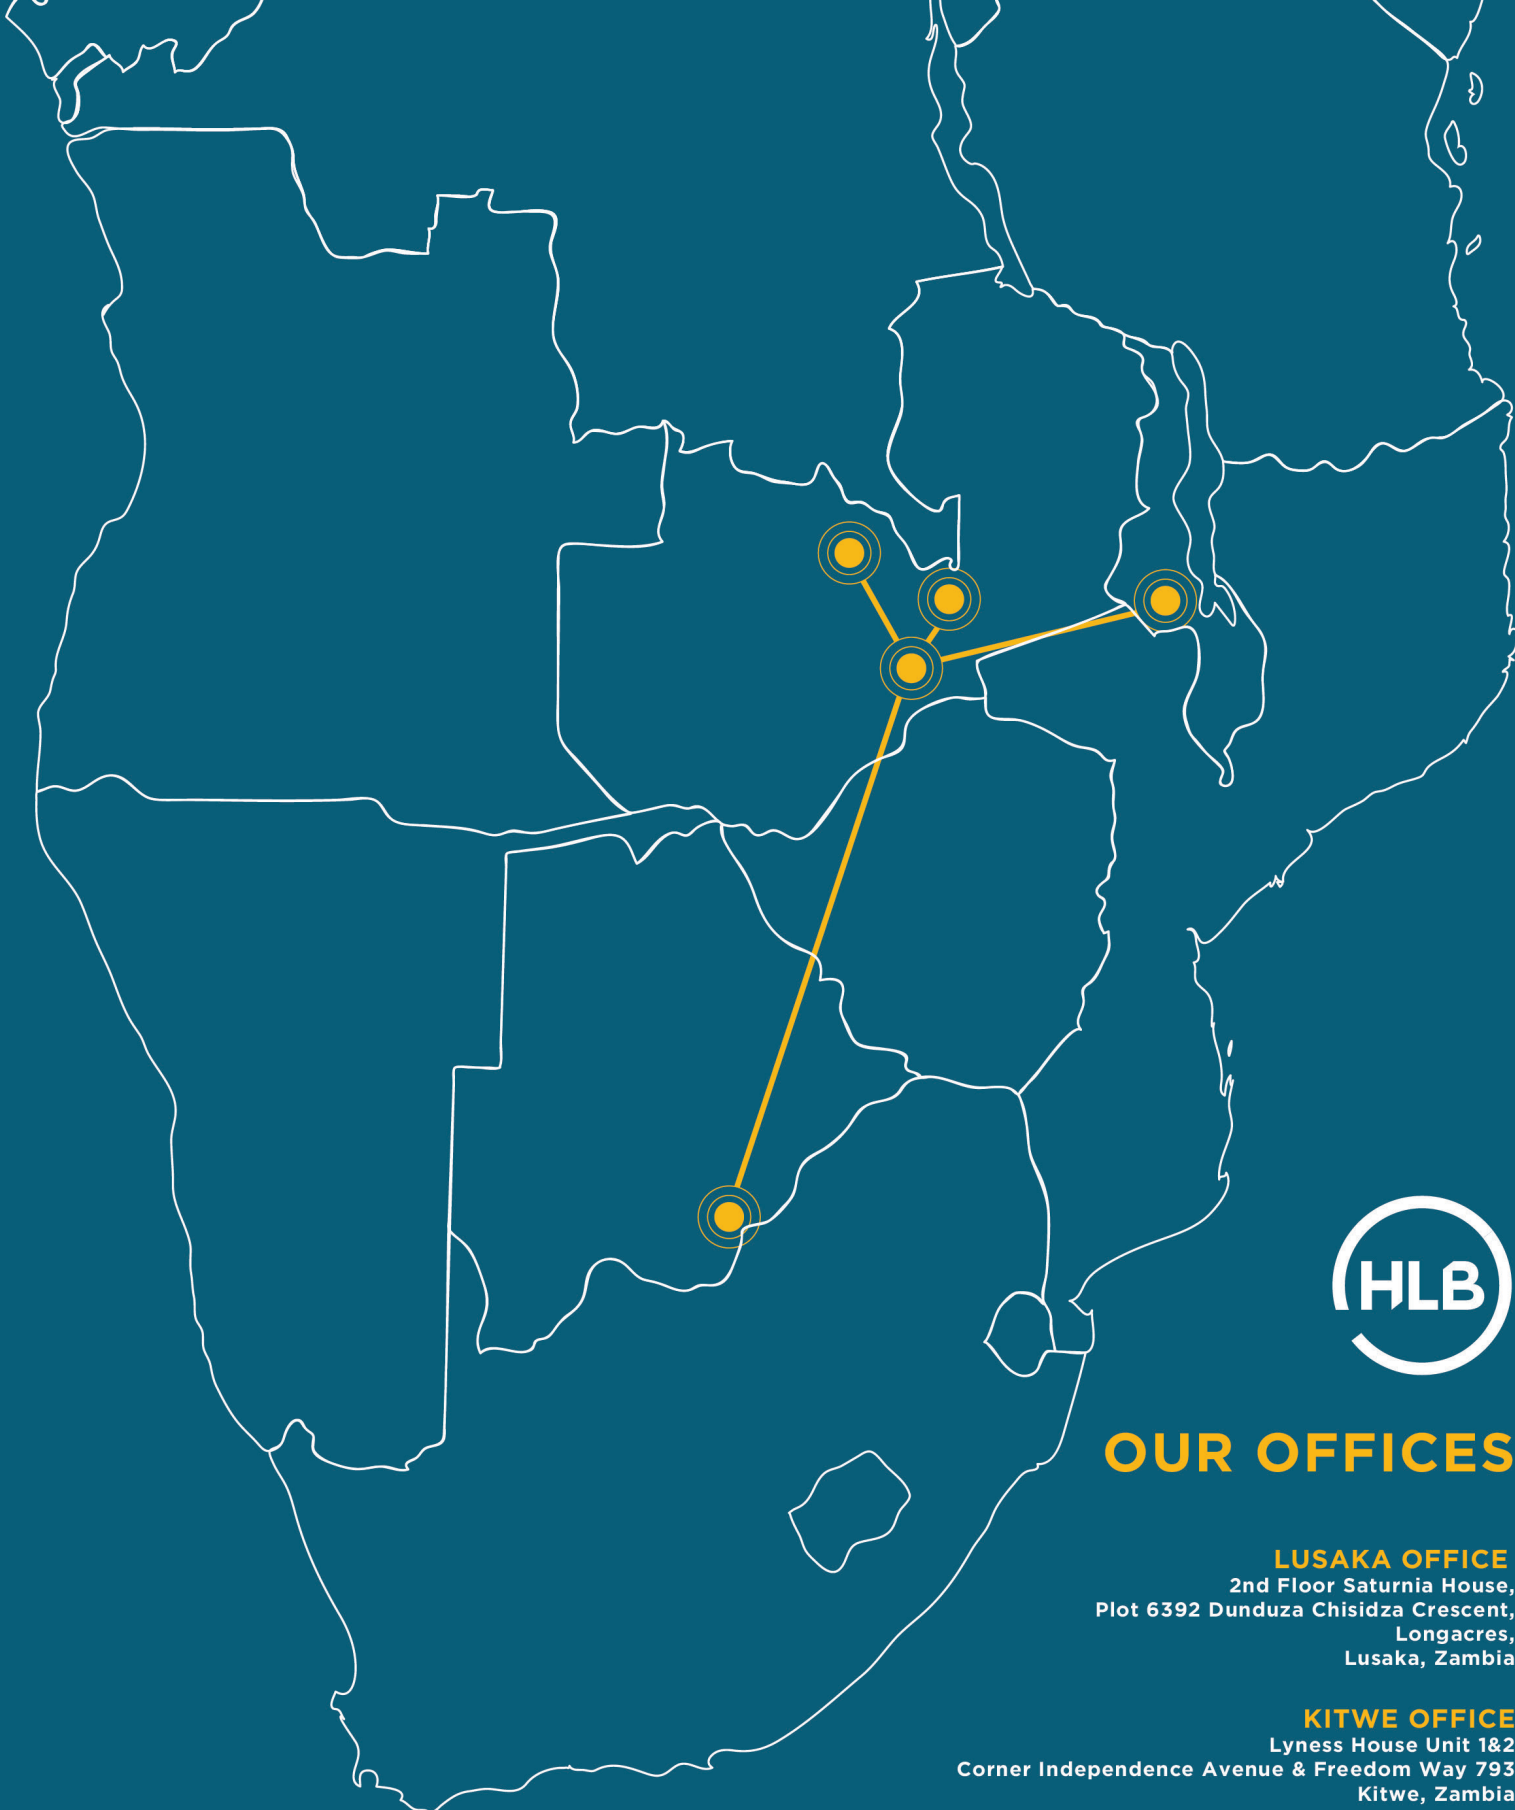 HLB
OUR OFFICES
LUSAKA OFFICE
2nd Floor Saturnia House,
Plot 6392 Dunduza Chisidza Crescent,
Longacres,
Lusaka, Zambia
KITWE OFFICE
Lyness House Unit 1&2
Corner Independence Avenue & Freedom Way 793
Kitwe, Zambia